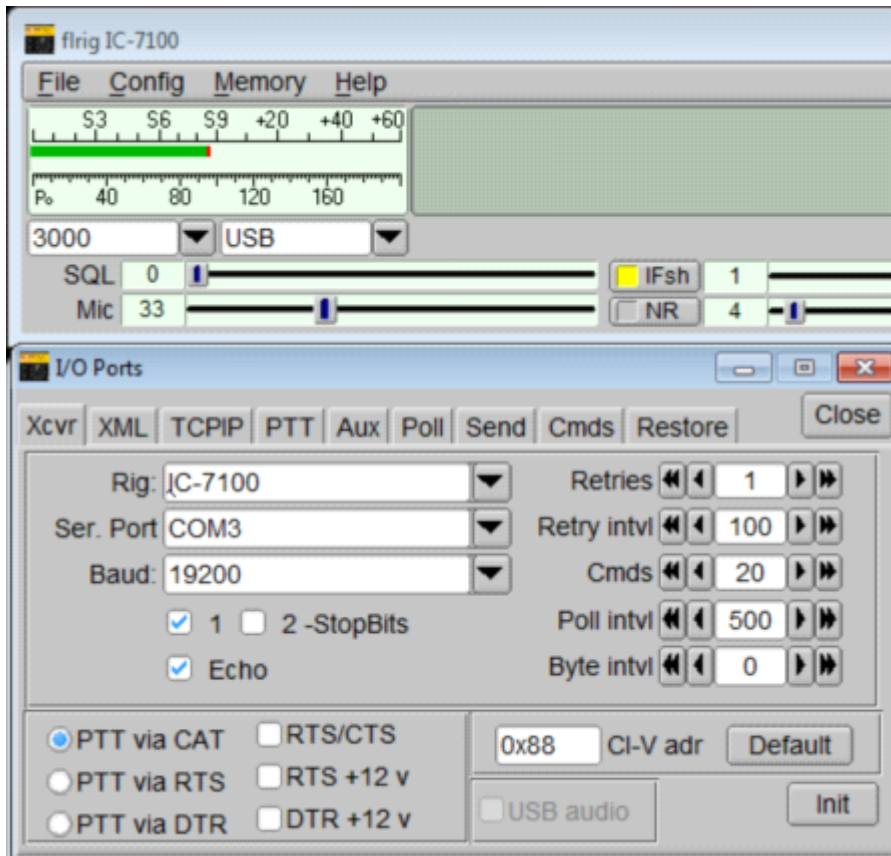 flrig IC-7100
File Config Memory Help
S3 S6 S9 +20 +40 +60
Po 40 80 120 160
3000 USB
SQL 0 IFsh 1
Mic 33 NR 4
I/O Ports
Xcvr XML TCPIP PTT Aux Poll Send Cmds Restore Close
Rig: IC-7100 Retries 1
Ser. Port COM3 Retry intvl 100
Baud: 19200 Cmds 20
1 2 -StopBits Poll intvl 500
Echo Byte intvl 0
PTT via CAT RTS/CTS 0x88 CI-V adr Default
PTT via RTS RTS +12 v
PTT via DTR DTR +12 v USB audio Init